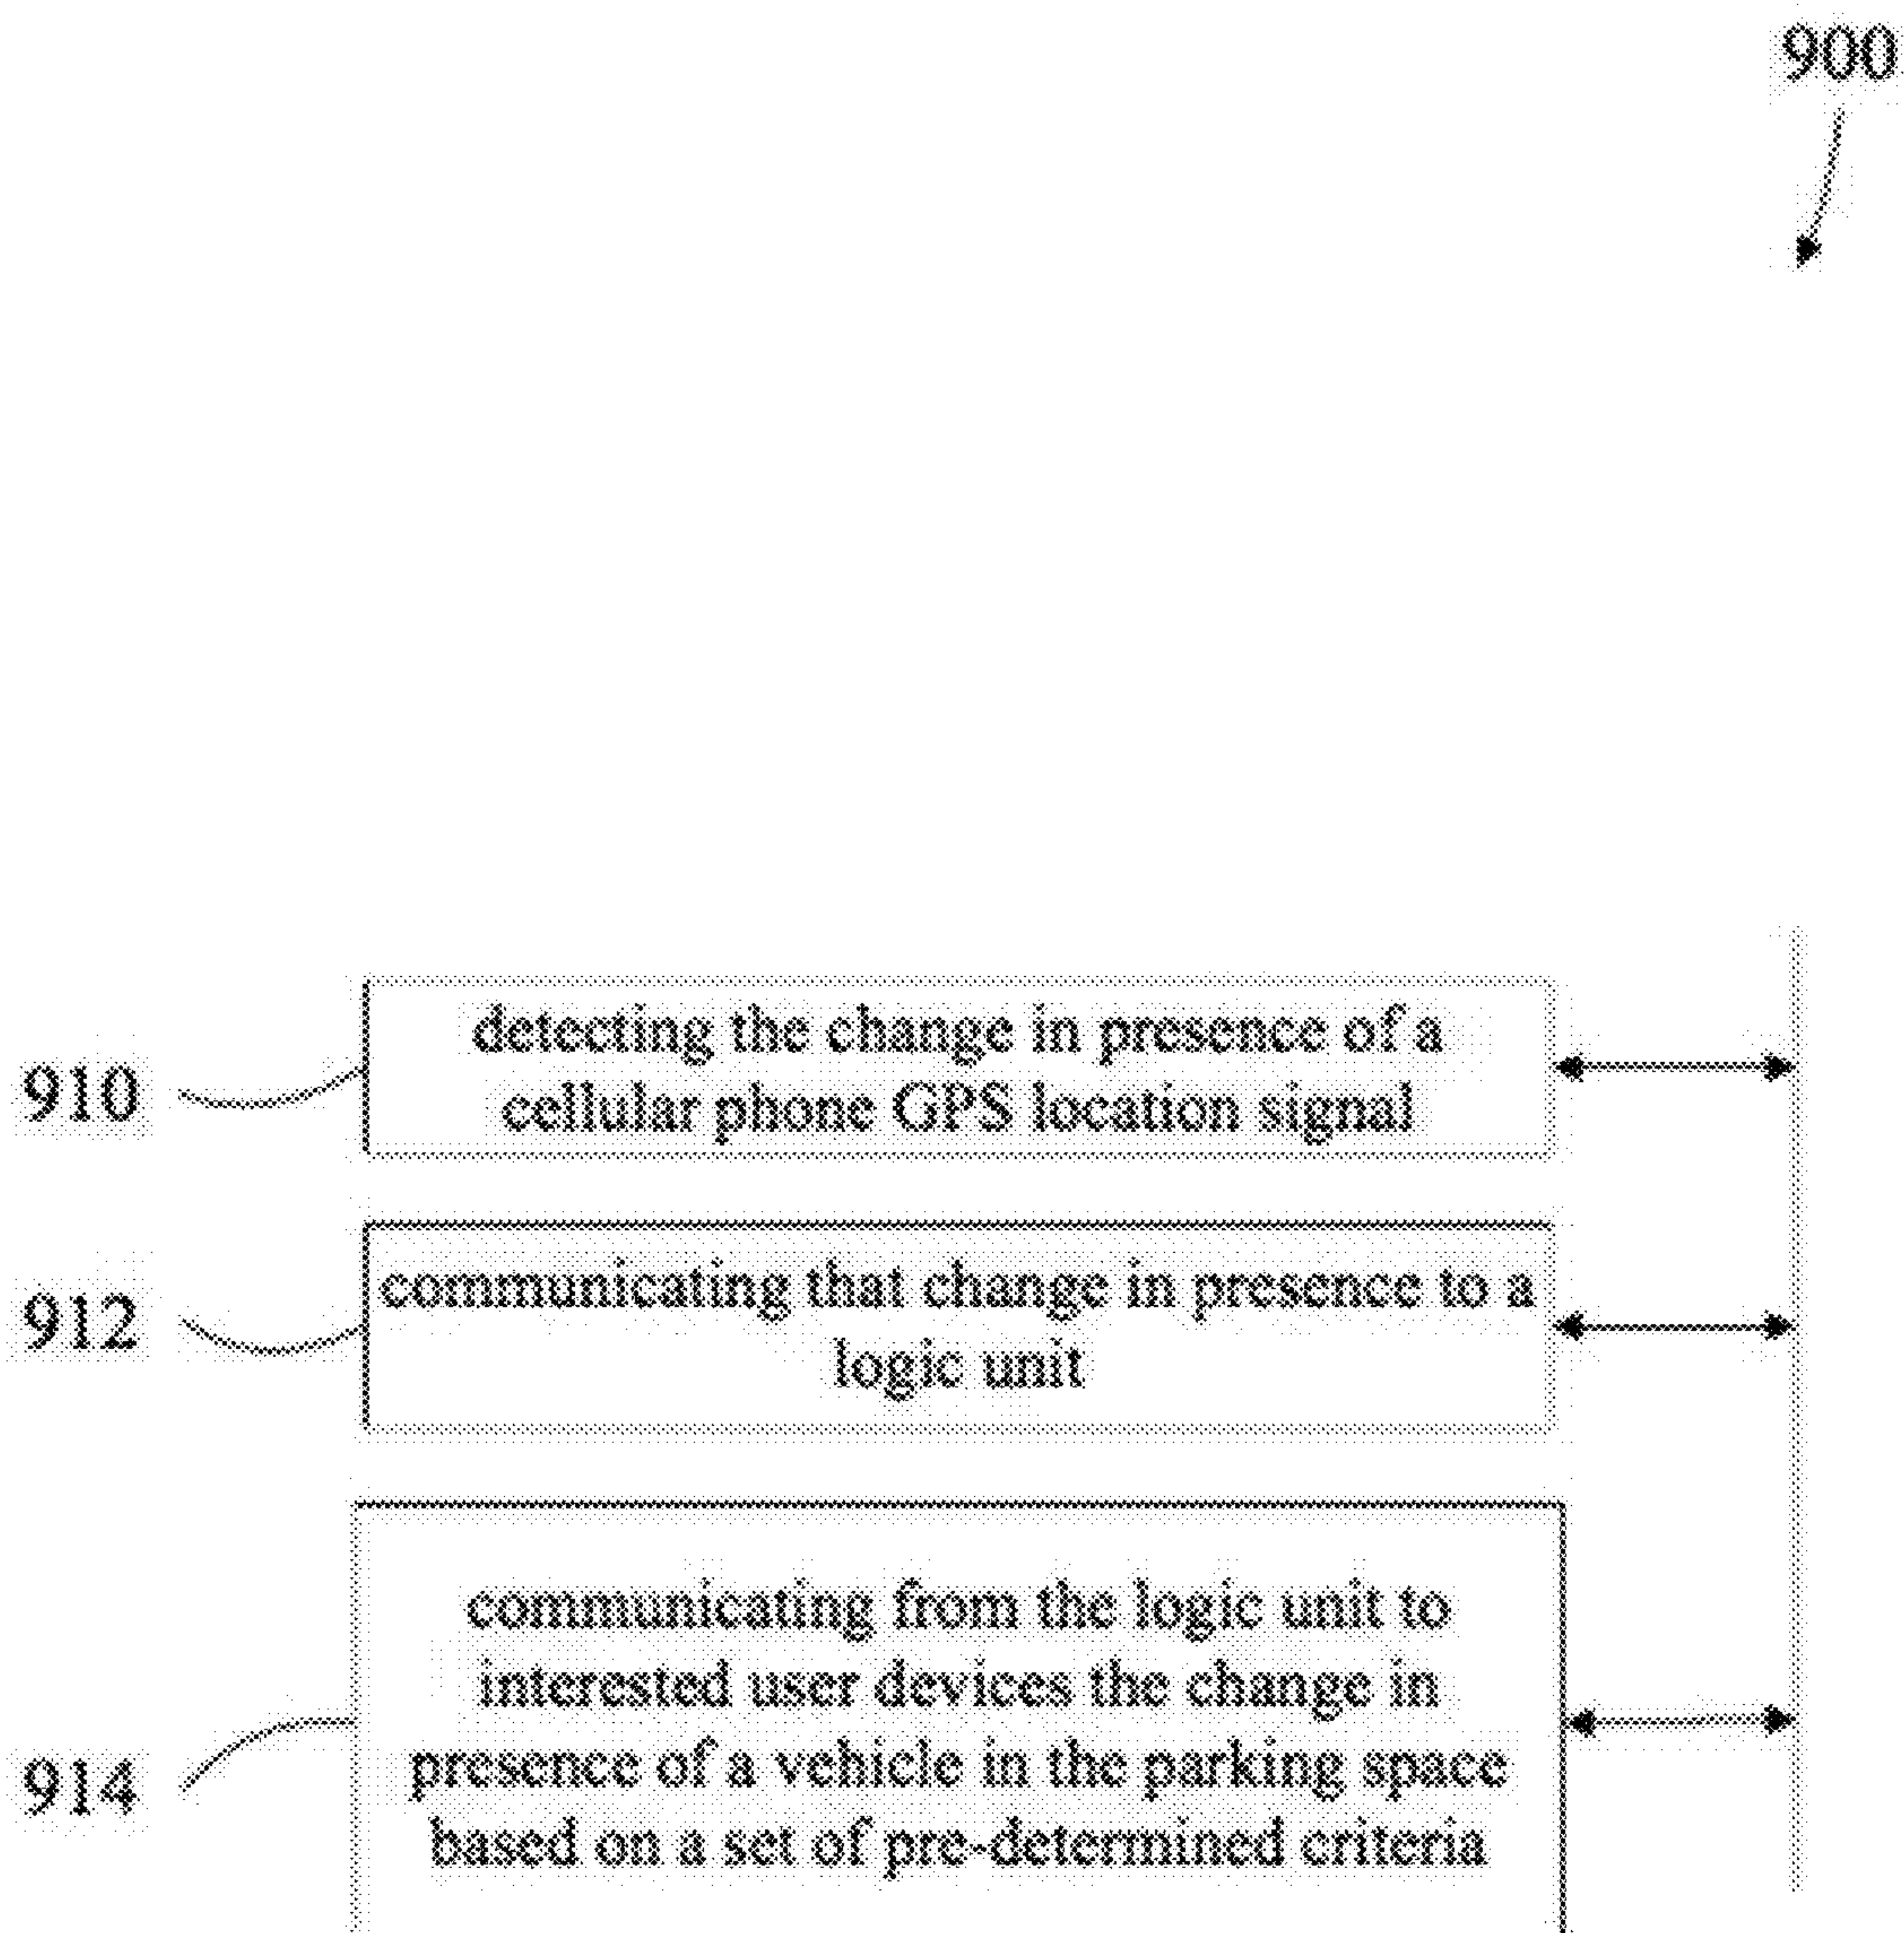 900
910
detecting the change in presence of a
cellular phone GPS location signal
912
communicating that change in presence to a
logic unit
914
communicating from the logic unit to
interested user devices the change in
presence of a vehicle in the parking space
based on a set of pre-determined criteria